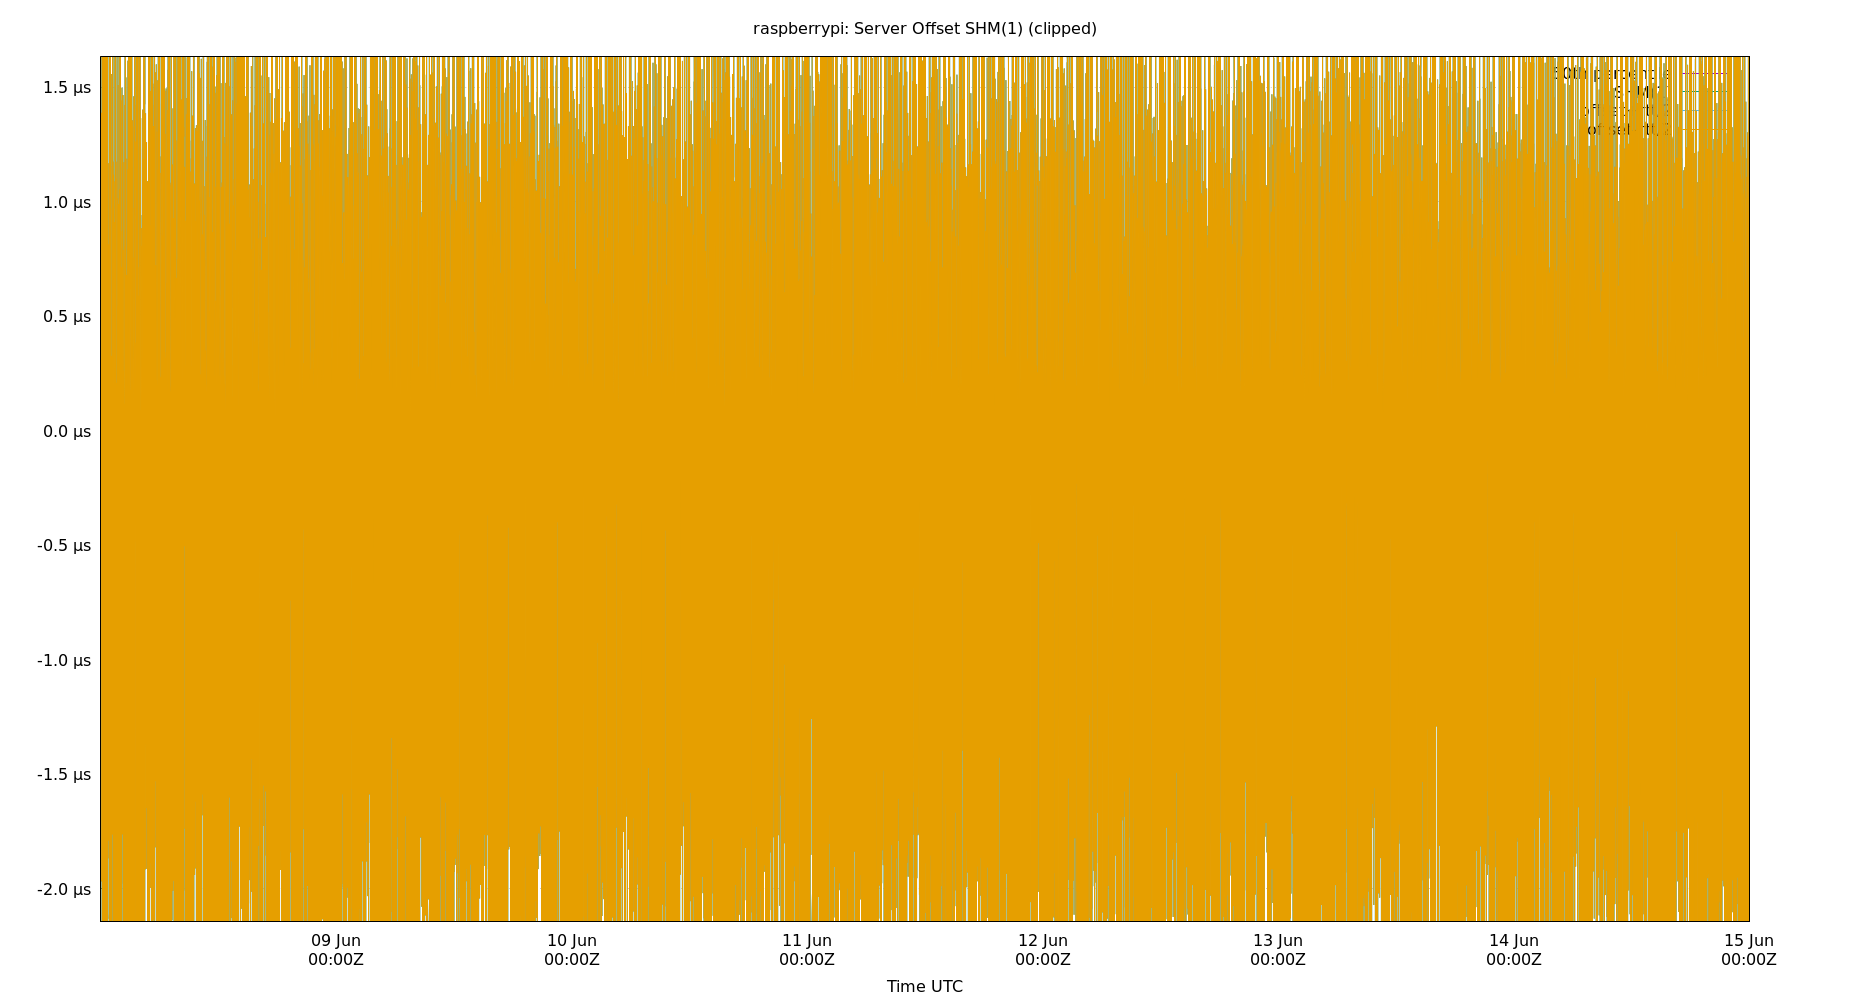 raspberrypi: Server Offset SHM(1) (clipped)
1.5 µs
1.0 µs
0.5 µs
0.0 µs
-0.5 µs
-1.0 µs
-1.5 µs
-2.0 µs
09 Jun 10 Jun 11 Jun 12 Jun 13 Jun 14 Jun 15 Jun
00:00Z 00:00Z 00:00Z 00:00Z 00:00Z 00:00Z 00:00Z
Time UTC